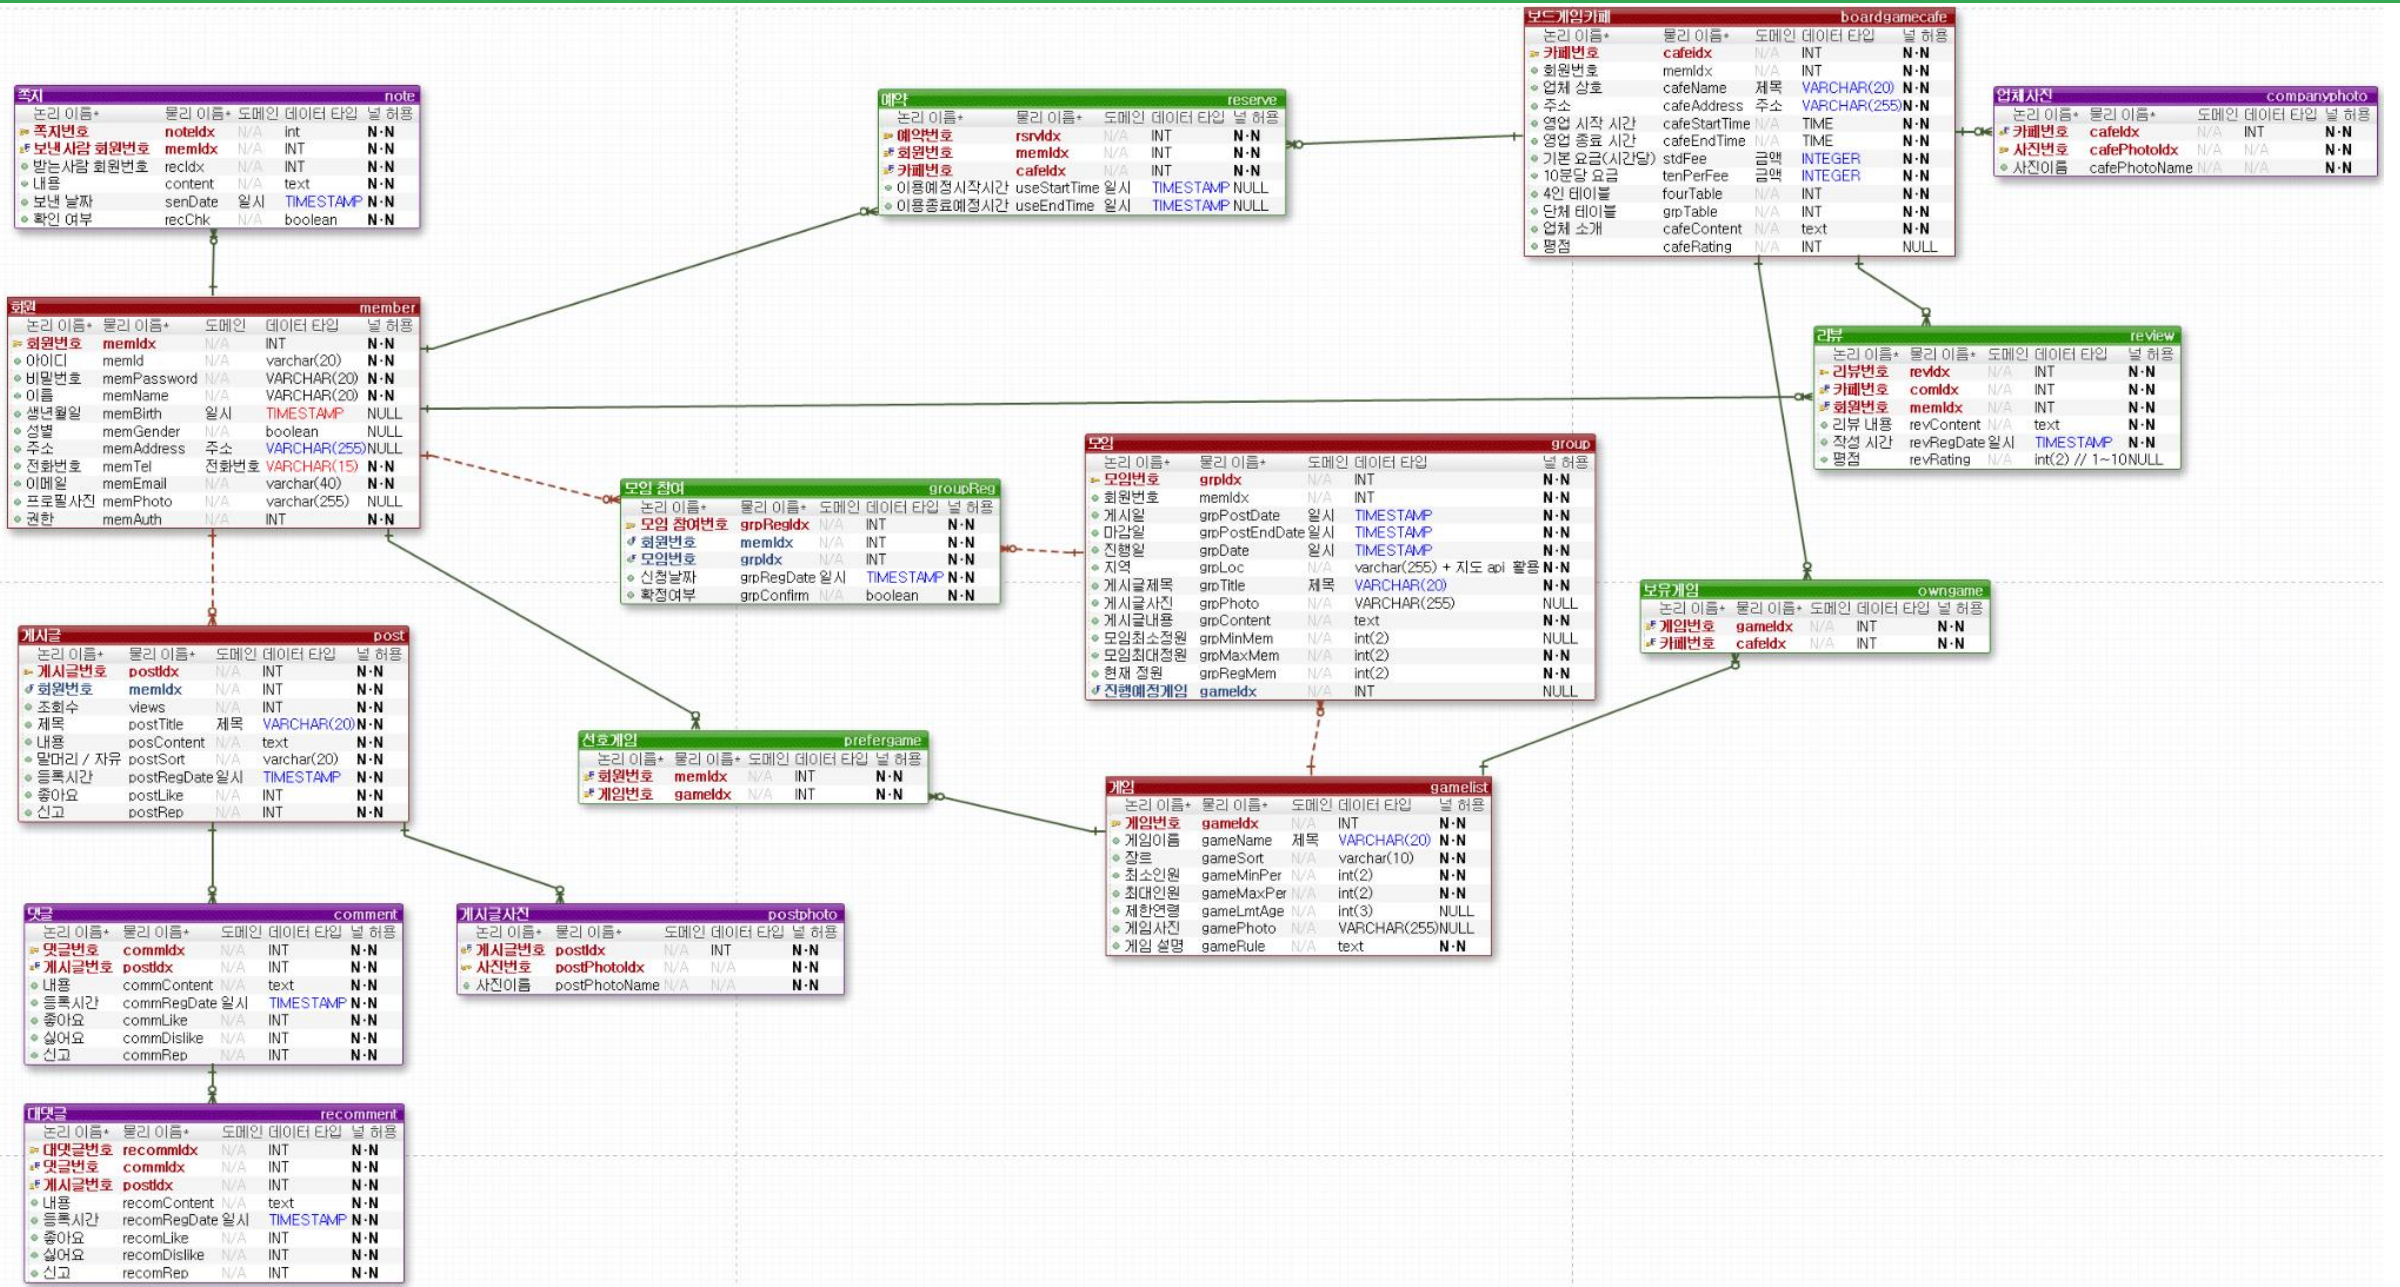 쪽지 note
논리 이름* 물리 이름* 도메인 데이터 타입 널 허용
쪽지번호 noteIdx N/A int N·N
보낸사람 회원번호 memIdx N/A INT N·N
받는사람 회원번호 recIdx N/A INT N·N
내용 content N/A text N·N
보낸 날짜 senDate 일시 TIMESTAMP N·N
확인 여부 recChk N/A boolean N·N
예약 reserve
논리 이름* 물리 이름* 도메인 데이터 타입 널 허용
예약번호 rsrvIdx N/A INT N·N
회원번호 memIdx N/A INT N·N
카페번호 cafeIdx N/A INT N·N
이용예정시작시간 useStartTime 일시 TIMESTAMP NULL
이용종료예정시간 useEndTime 일시 TIMESTAMP NULL
보드게임카페 boardgamecafe
논리 이름* 물리 이름* 도메인 데이터 타입 널 허용
카페번호 cafeIdx N/A INT N·N
회원번호 memIdx N/A INT N·N
업체 상호 cafeName 제목 VARCHAR(20) N·N
주소 cafeAddress 주소 VARCHAR(255) N·N
영업 시작 시간 cafeStartTime N/A TIME N·N
영업 종료 시간 cafeEndTime N/A TIME N·N
기본 요금(시간당) stdFee 금액 INTEGER N·N
10분당 요금 tenPerFee 금액 INTEGER N·N
4인 테이블 fourTable N/A INT N·N
단체 테이블 grpTable N/A INT N·N
업체 소개 cafeContent N/A text N·N
평점 cafeRating N/A INT NULL
업체사진 companyphoto
논리 이름* 물리 이름* 도메인 데이터 타입 널 허용
카페번호 cafeIdx N/A INT N·N
사진번호 cafePhotoIdx N/A N/A N·N
사진이름 cafePhotoName N/A N/A N·N
회원 member
논리 이름* 물리 이름* 도메인 데이터 타입 널 허용
회원번호 memIdx N/A INT N·N
아이디 memId N/A varchar(20) N·N
비밀번호 memPassword N/A VARCHAR(20) N·N
이름 memName N/A VARCHAR(20) N·N
생년월일 memBirth 일시 TIMESTAMP NULL
성별 memGender N/A boolean NULL
주소 memAddress 주소 VARCHAR(255) NULL
전화번호 memTel 전화번호 VARCHAR(15) N·N
이메일 memEmail N/A varchar(40) N·N
프로필사진 memPhoto N/A varchar(255) NULL
권한 memAuth N/A INT N·N
리뷰 review
논리 이름* 물리 이름* 도메인 데이터 타입 널 허용
리뷰번호 revIdx N/A INT N·N
카페번호 comIdx N/A INT N·N
회원번호 memIdx N/A INT N·N
리뷰 내용 revContent N/A text N·N
작성 시간 revRegDate 일시 TIMESTAMP N·N
평점 revRating N/A int(2) // 1~10 NULL
모임 참여 groupReg
논리 이름* 물리 이름* 도메인 데이터 타입 널 허용
모임 참여번호 grpRegIdx N/A INT N·N
회원번호 memIdx N/A INT N·N
모임번호 grpIdx N/A INT N·N
신청날짜 grpRegDate 일시 TIMESTAMP N·N
확정여부 grpConfirm N/A boolean N·N
모임 group
논리 이름* 물리 이름* 도메인 데이터 타입 널 허용
모임번호 grpIdx N/A INT N·N
회원번호 memIdx N/A INT N·N
게시일 grpPostDate 일시 TIMESTAMP N·N
마감일 grpPostEndDate 일시 TIMESTAMP N·N
진행일 grpDate 일시 TIMESTAMP N·N
지역 grpLoc N/A varchar(255) + 지도 api 활용 N·N
게시글제목 grpTitle 제목 VARCHAR(20) N·N
게시글사진 grpPhoto N/A VARCHAR(255) NULL
게시글내용 grpContent N/A text N·N
모임최소정원 grpMinMem N/A int(2) NULL
모임최대정원 grpMaxMem N/A int(2) N·N
현재 정원 grpRegMem N/A int(2) N·N
진행예정게임 gameIdx N/A INT NULL
보유게임 owngame
논리 이름* 물리 이름* 도메인 데이터 타입 널 허용
게임번호 gameIdx N/A INT N·N
카페번호 cafeIdx N/A INT N·N
게시글 post
논리 이름* 물리 이름* 도메인 데이터 타입 널 허용
게시글번호 postIdx N/A INT N·N
회원번호 memIdx N/A INT N·N
조회수 views N/A INT N·N
제목 postTitle 제목 VARCHAR(20) N·N
내용 posContent N/A text N·N
말머리 / 자유 postSort N/A varchar(20) N·N
등록시간 postRegDate 일시 TIMESTAMP N·N
좋아요 postLike N/A INT N·N
신고 postRep N/A INT N·N
선호게임 prefergame
논리 이름* 물리 이름* 도메인 데이터 타입 널 허용
회원번호 memIdx N/A INT N·N
게임번호 gameIdx N/A INT N·N
게임 gamelist
논리 이름* 물리 이름* 도메인 데이터 타입 널 허용
게임번호 gameIdx N/A INT N·N
게임이름 gameName 제목 VARCHAR(20) N·N
장르 gameSort N/A varchar(10) N·N
최소인원 gameMinPer N/A int(2) N·N
최대인원 gameMaxPer N/A int(2) N·N
제한연령 gameLmtAge N/A int(3) NULL
게임사진 gamePhoto N/A VARCHAR(255) NULL
게임 설명 gameRule N/A text N·N
댓글 comment
논리 이름* 물리 이름* 도메인 데이터 타입 널 허용
댓글번호 commIdx N/A INT N·N
게시글번호 postIdx N/A INT N·N
내용 commContent N/A text N·N
등록시간 commRegDate 일시 TIMESTAMP N·N
좋아요 commLike N/A INT N·N
싫어요 commDislike N/A INT N·N
신고 commRep N/A INT N·N
게시글사진 postphoto
논리 이름* 물리 이름* 도메인 데이터 타입 널 허용
게시글번호 postIdx N/A INT N·N
사진번호 postPhotoIdx N/A N/A N·N
사진이름 postPhotoName N/A N/A N·N
대댓글 recomment
논리 이름* 물리 이름* 도메인 데이터 타입 널 허용
대댓글번호 recommIdx N/A INT N·N
댓글번호 commIdx N/A INT N·N
게시글번호 postIdx N/A INT N·N
내용 recomContent N/A text N·N
등록시간 recomRegDate 일시 TIMESTAMP N·N
좋아요 recomLike N/A INT N·N
싫어요 recomDislike N/A INT N·N
신고 recomRep N/A INT N·N